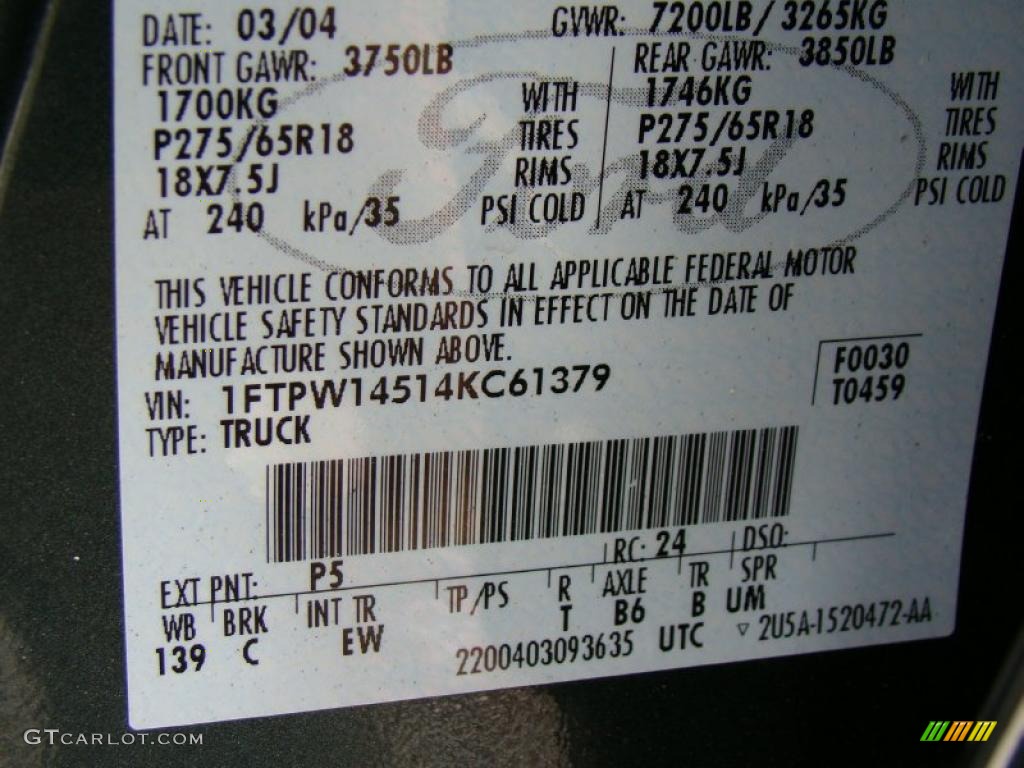 DATE: 03/04 GVWR: 7200LB/ 3265KG
FRONT GAWR: 3750LB REAR GAWR: 3850LB
1700KG WITH 1746KG WITH
P275/65R18 TIRES P275/65R18 TIRES
18X7.5J RIMS 18X7.5J RIMS
AT 240 kPa/35 PSI COLD AT 240 kPa/35 PSI COLD
Ford
THIS VEHICLE CONFORMS TO ALL APPLICABLE FEDERAL MOTOR
VEHICLE SAFETY STANDARDS IN EFFECT ON THE DATE OF
MANUFACTURE SHOWN ABOVE.
VIN: 1FTPW14514KC61379 F0030
TYPE: TRUCK T0459
EXT PNT: P5 RC: 24 DSO:
WB BRK INT TR TP/PS R AXLE TR SPR
139 C EW T B6 B UM
2200403093635 UTC ▽ 2U5A-1520472-AA
GTCARLOT.COM